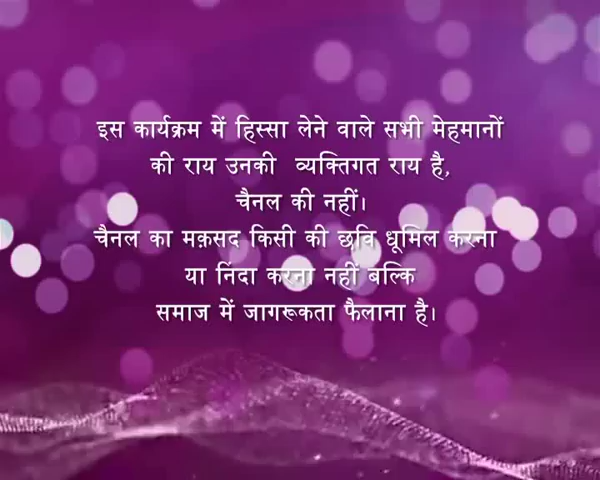 इस कार्यक्रम में हिस्सा लेने वाले सभी मेहमानों
की राय उनकी व्यक्तिगत राय है,
चैनल की नहीं।
चैनल का मक़सद किसी की छवि धूमिल करना
या निंदा करना नहीं बल्कि
समाज में जागरूकता फैलाना है।